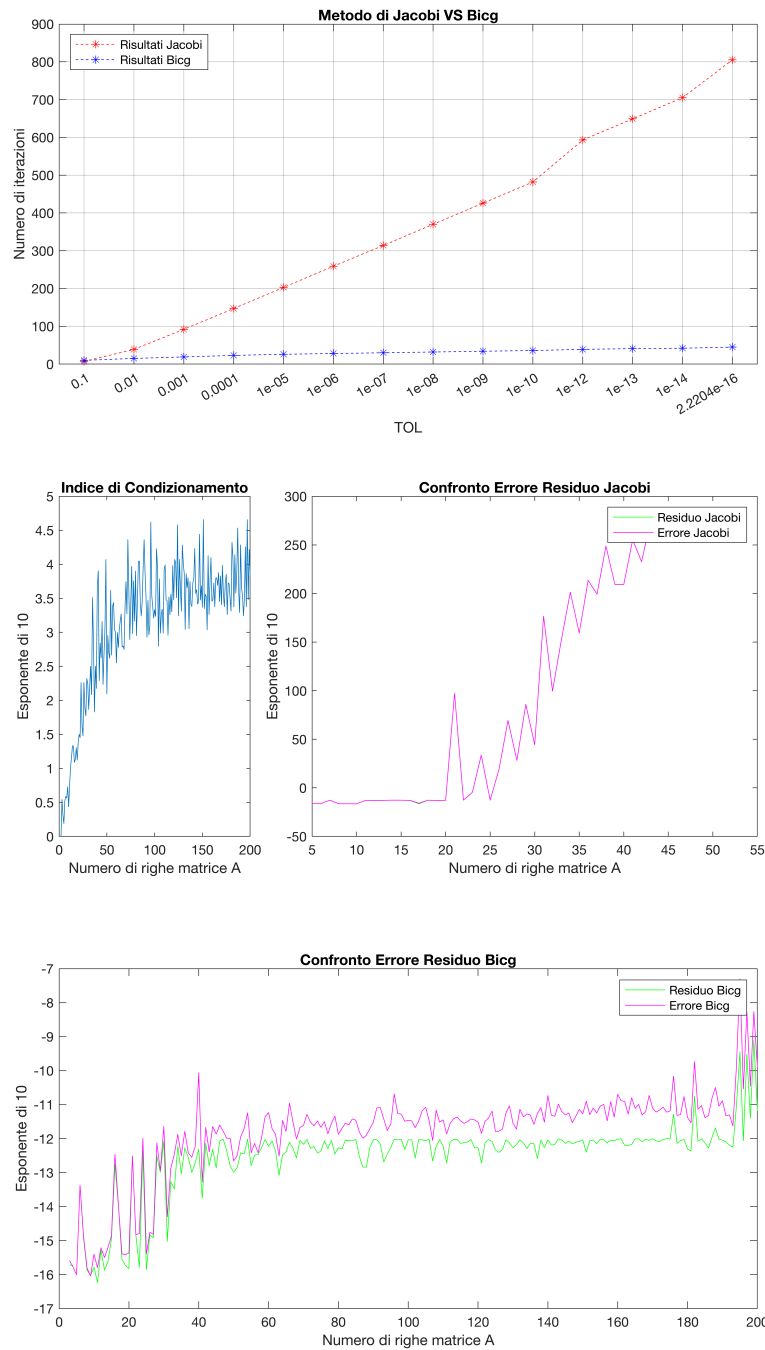 Metodo di Jacobi VS Bicg
900
800
700
600
500
400
300
200
100
0
Numero di iterazioni
Risultati Jacobi
Risultati Bicg
0.1
0.01
0.001
0.0001
1e-05
1e-06
1e-07
1e-08
1e-09
1e-10
1e-12
1e-13
1e-14
2.2204e-16
TOL
Indice di Condizionamento
5
4.5
4
3.5
3
2.5
2
1.5
1
0.5
0
Esponente di 10
0 50 100 150 200
Numero di righe matrice A
Confronto Errore Residuo Jacobi
300
250
200
150
100
50
0
-50
Esponente di 10
Residuo Jacobi
Errore Jacobi
5 10 15 20 25 30 35 40 45 50 55
Numero di righe matrice A
Confronto Errore Residuo Bicg
-7
-8
-9
-10
-11
-12
-13
-14
-15
-16
-17
Esponente di 10
Residuo Bicg
Errore Bicg
0 20 40 60 80 100 120 140 160 180 200
Numero di righe matrice A